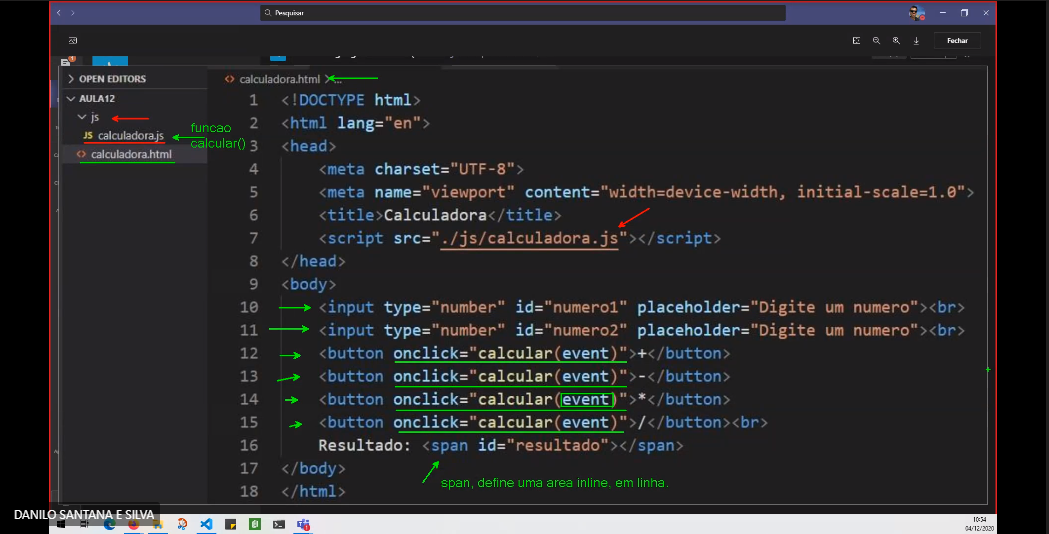 Pesquisar
Fechar
OPEN EDITORS
AULA12
js
JS calculadora.js
calculadora.html
funcao
calcular()
calculadora.html
...
1 <!DOCTYPE html>
2 <html lang="en">
3 <head>
4 <meta charset="UTF-8">
5 <meta name="viewport" content="width=device-width, initial-scale=1.0">
6 <title>Calculadora</title>
7 <script src="./js/calculadora.js"></script>
8 </head>
9 <body>
10 <input type="number" id="numero1" placeholder="Digite um numero"><br>
11 <input type="number" id="numero2" placeholder="Digite um numero"><br>
12 <button onclick="calcular(event)">+</button>
13 <button onclick="calcular(event)">-</button>
14 <button onclick="calcular(event)">*</button>
15 <button onclick="calcular(event)">/</button><br>
16 Resultado: <span id="resultado"></span>
17 </body>
18 </html>
span, define uma area inline, em linha.
DANILO SANTANA E SILVA
10:54
04/12/2020